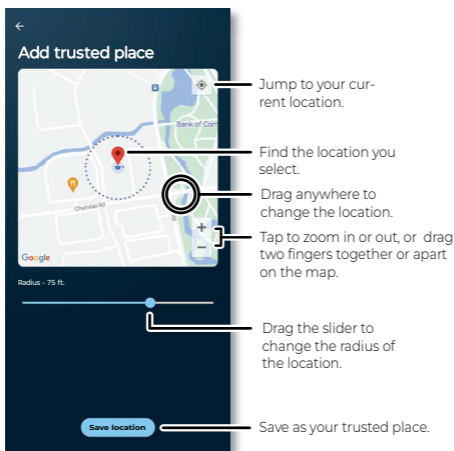 Add trusted place
Bank of Com
Chunxiao Rd
Google
Radius - 75 ft.
Save location
Jump to your cur-
rent location.
Find the location you
select.
Drag anywhere to
change the location.
Tap to zoom in or out, or drag
two fingers together or apart
on the map.
Drag the slider to
change the radius of
the location.
Save as your trusted place.